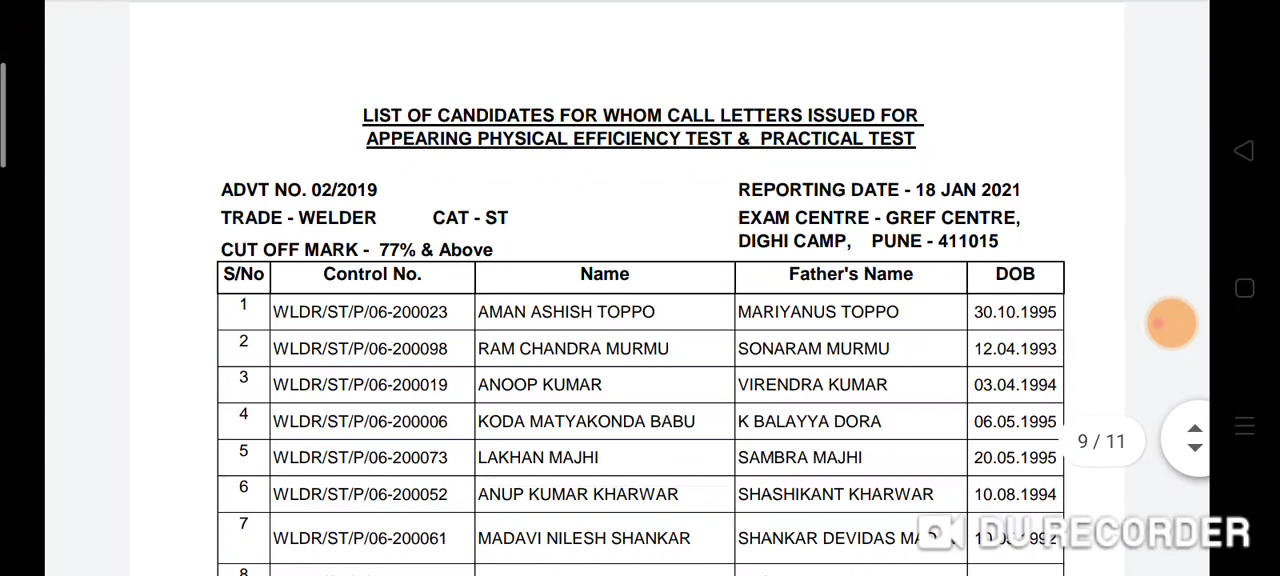 LIST OF CANDIDATES FOR WHOM CALL LETTERS ISSUED FOR
APPEARING PHYSICAL EFFICIENCY TEST & PRACTICAL TEST
ADVT NO. 02/2019 REPORTING DATE - 18 JAN 2021
TRADE - WELDER CAT - ST EXAM CENTRE - GREF CENTRE,
DIGHI CAMP, PUNE - 411015
CUT OFF MARK - 77% & Above
S/No Control No. Name Father's Name DOB
1 WLDR/ST/P/06-200023 AMAN ASHISH TOPPO MARIYANUS TOPPO 30.10.1995
2 WLDR/ST/P/06-200098 RAM CHANDRA MURMU SONARAM MURMU 12.04.1993
3 WLDR/ST/P/06-200019 ANOOP KUMAR VIRENDRA KUMAR 03.04.1994
4 WLDR/ST/P/06-200006 KODA MATYAKONDA BABU K BALAYYA DORA 06.05.1995
9 / 11
5 WLDR/ST/P/06-200073 LAKHAN MAJHI SAMBRA MAJHI 20.05.1995
6 WLDR/ST/P/06-200052 ANUP KUMAR KHARWAR SHASHIKANT KHARWAR 10.08.1994
7 WLDR/ST/P/06-200061 MADAVI NILESH SHANKAR SHANKAR DEVIDAS
DU RECORDER
8